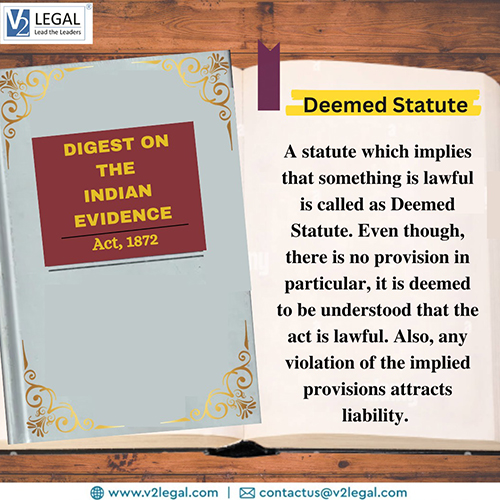 V2 LEGAL
Lead the Leaders
DIGEST ON
THE
INDIAN
EVIDENCE
Act, 1872
Deemed Statute
A statute which implies
that something is lawful
is called as Deemed
Statute. Even though,
there is no provision in
particular, it is deemed
to be understood that the
act is lawful. Also, any
violation of the implied
provisions attracts
liability.
www.v2legal.com | contactus@v2legal.com